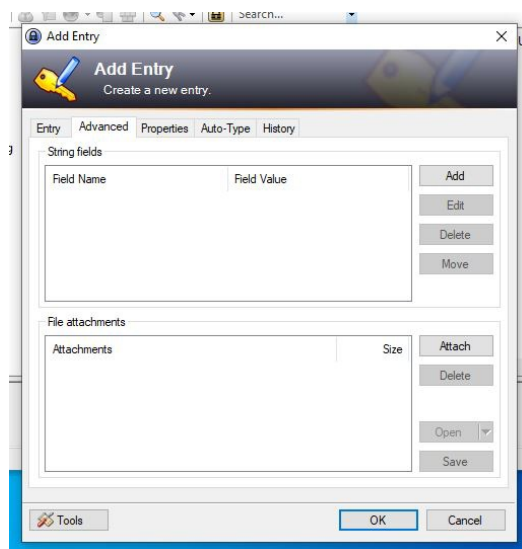 Search...
Add Entry
Add Entry
Create a new entry.
Entry Advanced Properties Auto-Type History
String fields
Field Name Field Value
Add
Edit
Delete
Move
File attachments
Attachments Size
Attach
Delete
Open
Save
Tools
OK
Cancel